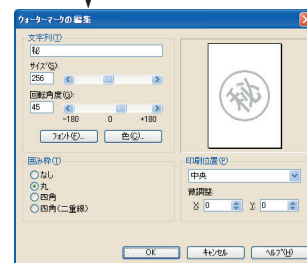 ウォーターマークの編集
文字列(T)
秘
サイズ(S):
256
回転角度(G):
45
-180 0 +180
フォント(F)... 色(C)...
囲み枠(T)
なし
丸
四角
四角(二重線)
秘
印刷位置(P)
中央
微調整:
X 0 Y 0
OK キャンセル ヘルプ(H)